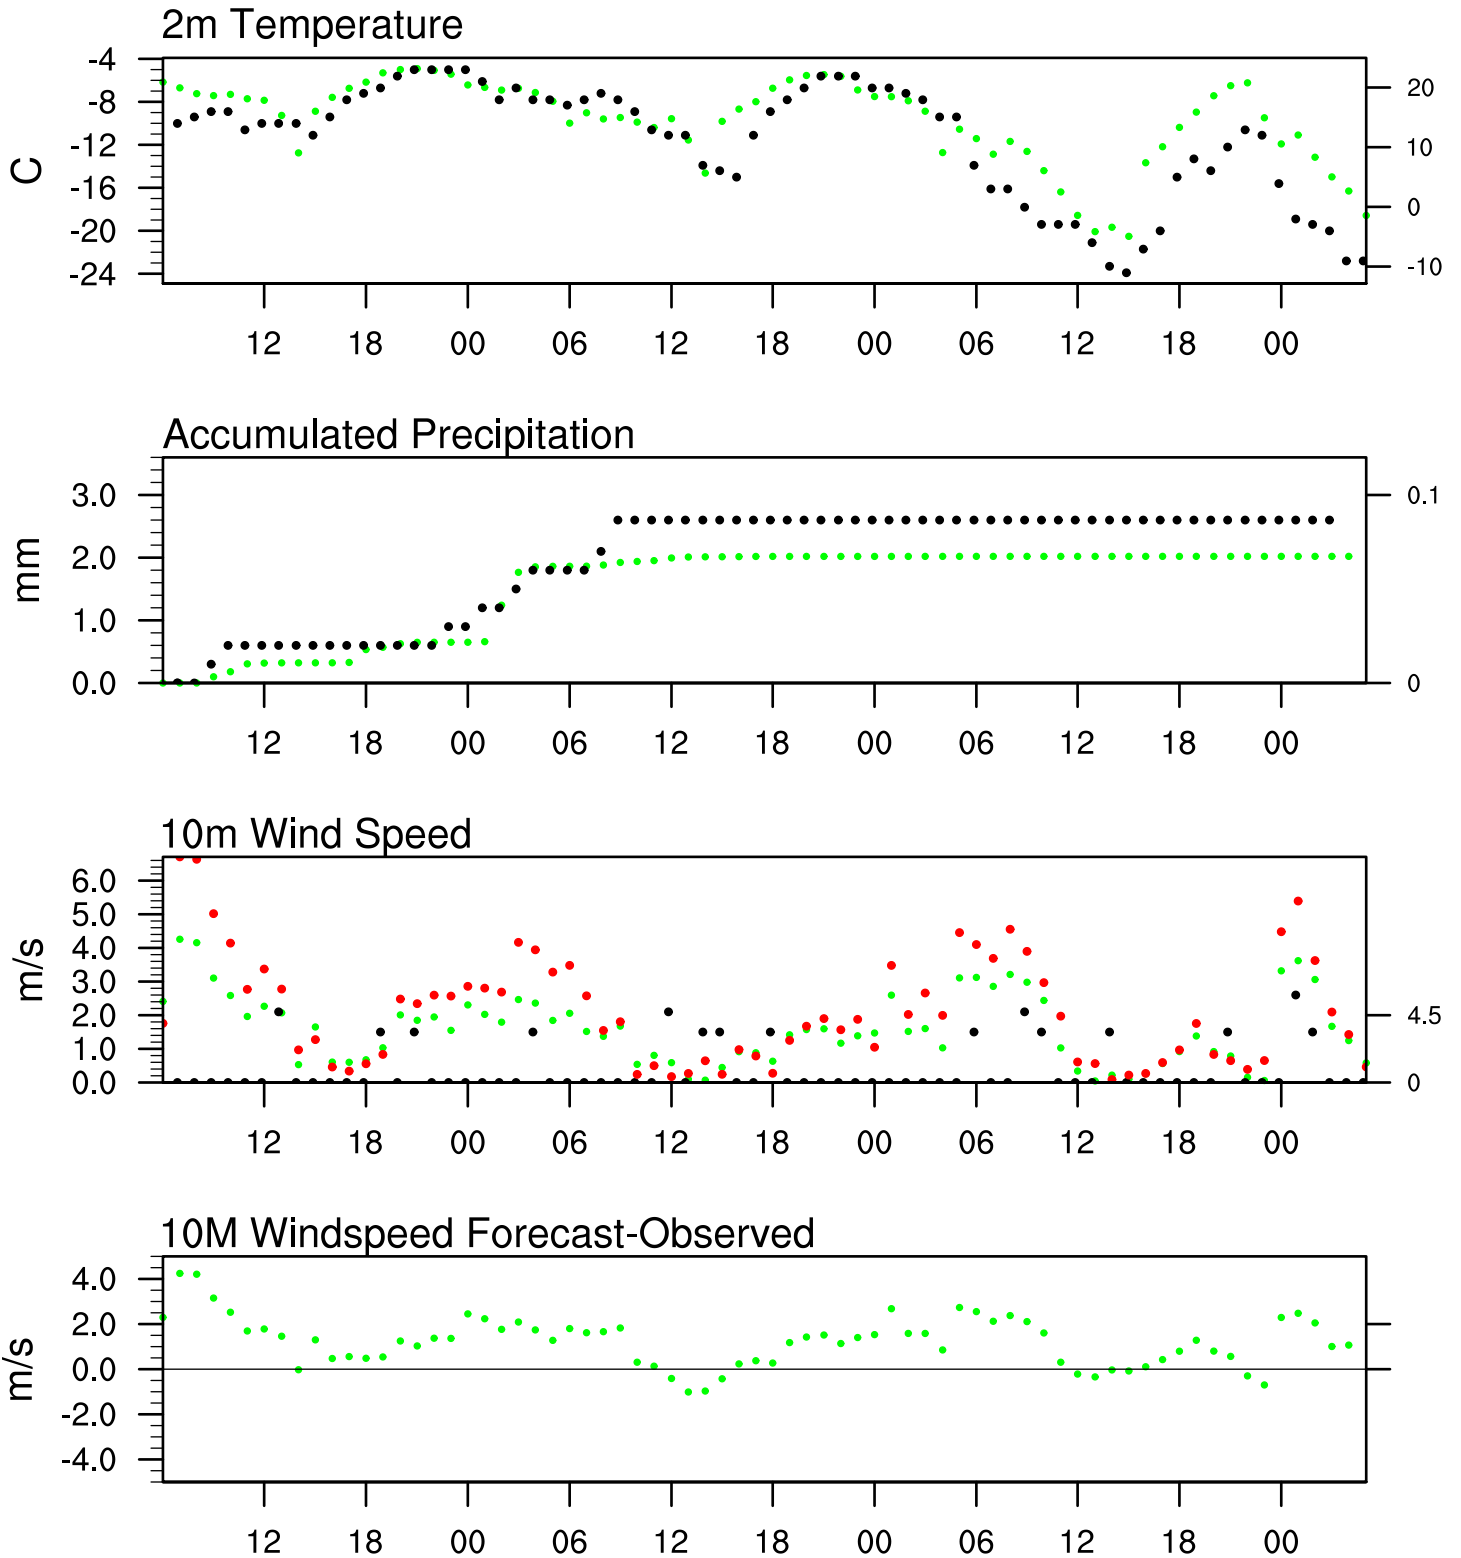 2m Temperature
-4
-8
-12
-16
-20
-24
C
20
10
0
-10
12 18 00 06 12 18 00 06 12 18 00
Accumulated Precipitation
3.0
2.0
1.0
0.0
mm
0.1
0
12 18 00 06 12 18 00 06 12 18 00
10m Wind Speed
6.0
5.0
4.0
3.0
2.0
1.0
0.0
m/s
4.5
0
12 18 00 06 12 18 00 06 12 18 00
10M Windspeed Forecast-Observed
4.0
2.0
0.0
-2.0
-4.0
m/s
12 18 00 06 12 18 00 06 12 18 00